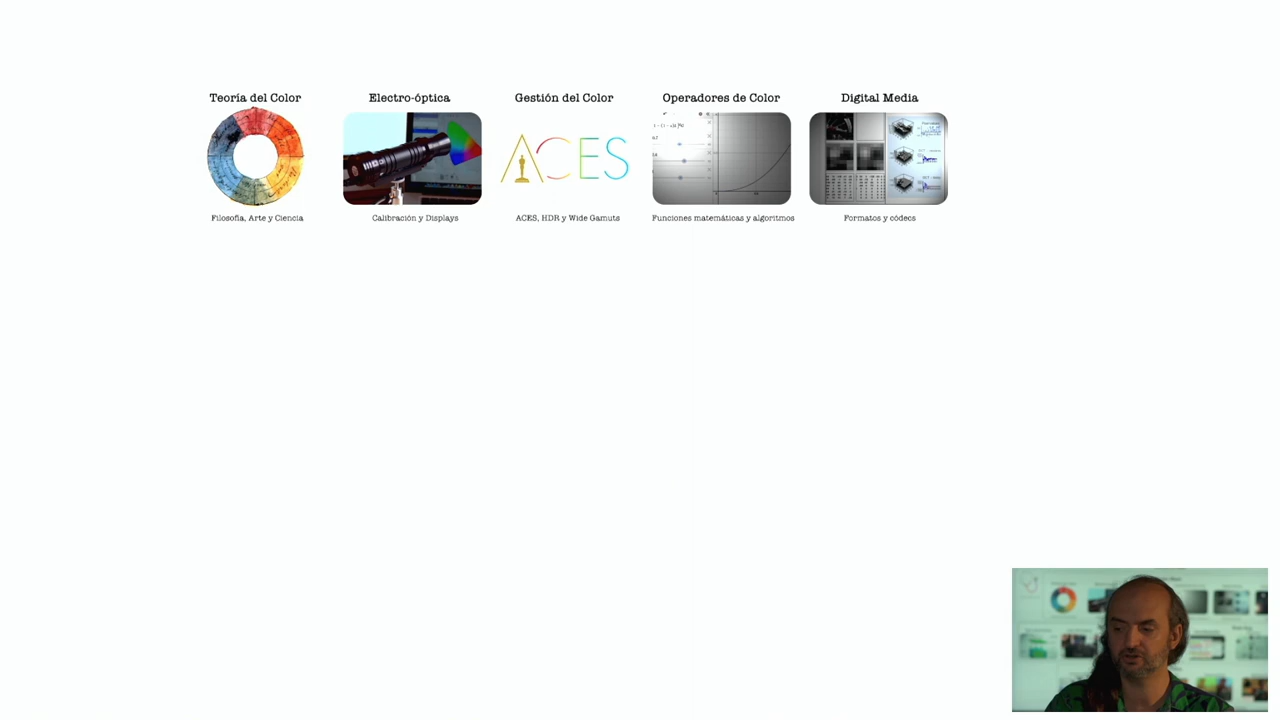 Teoría del Color
Electro-óptica
Gestión del Color
Operadores de Color
Digital Media
ACES
Filosofía, Arte y Ciencia
Calibración y Displays
ACES, HDR y Wide Gamuts
Funciones matemáticas y algoritmos
Formatos y códecs